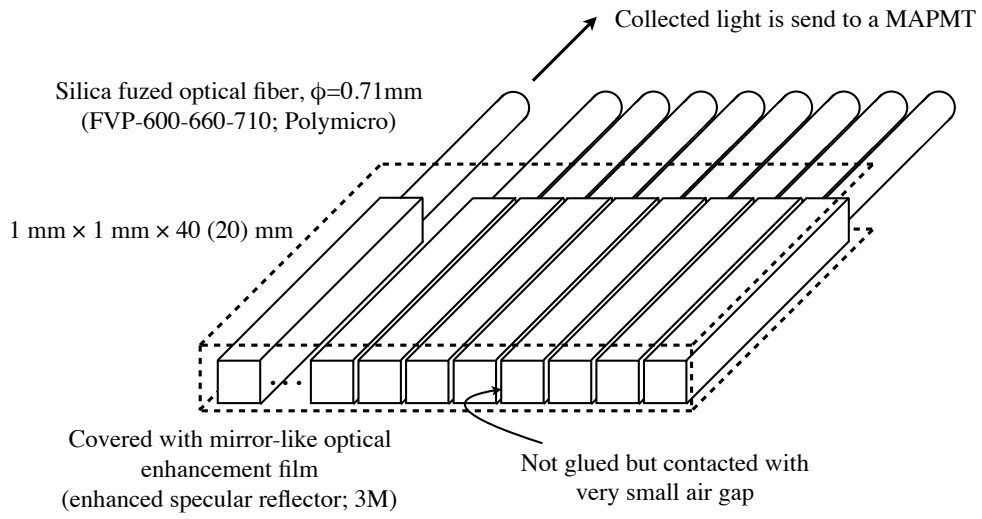 Collected light is send to a MAPMT
Silica fuzed optical fiber, ϕ=0.71mm
(FVP-600-660-710; Polymicro)
1 mm × 1 mm × 40 (20) mm
...
Covered with mirror-like optical
enhancement film
(enhanced specular reflector; 3M)
Not glued but contacted with
very small air gap